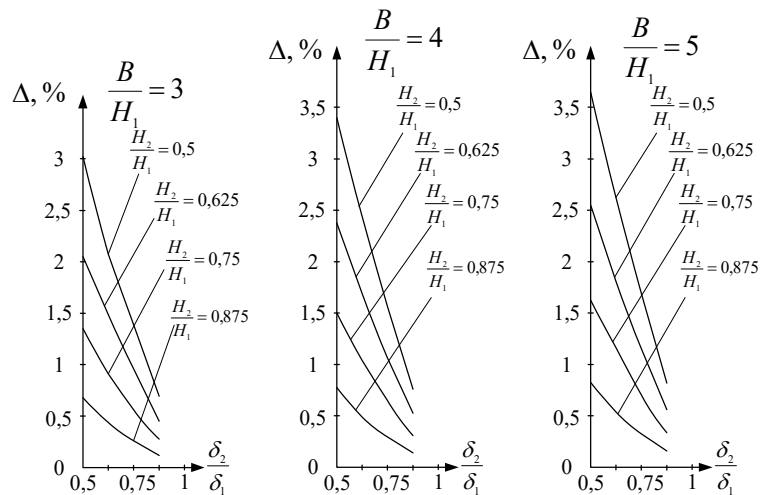 Δ, %
B/H₁ = 3
H₂/H₁ = 0,5
H₂/H₁ = 0,625
H₂/H₁ = 0,75
H₂/H₁ = 0,875
3
2,5
2
1,5
1
0,5
0
0,5 0,75 1
δ₂/δ₁
Δ, %
B/H₁ = 4
H₂/H₁ = 0,5
H₂/H₁ = 0,625
H₂/H₁ = 0,75
H₂/H₁ = 0,875
3,5
3
2,5
2
1,5
1
0,5
0
0,5 0,75 1
δ₂/δ₁
Δ, %
B/H₁ = 5
H₂/H₁ = 0,5
H₂/H₁ = 0,625
H₂/H₁ = 0,75
H₂/H₁ = 0,875
3,5
3
2,5
2
1,5
1
0,5
0
0,5 0,75 1
δ₂/δ₁